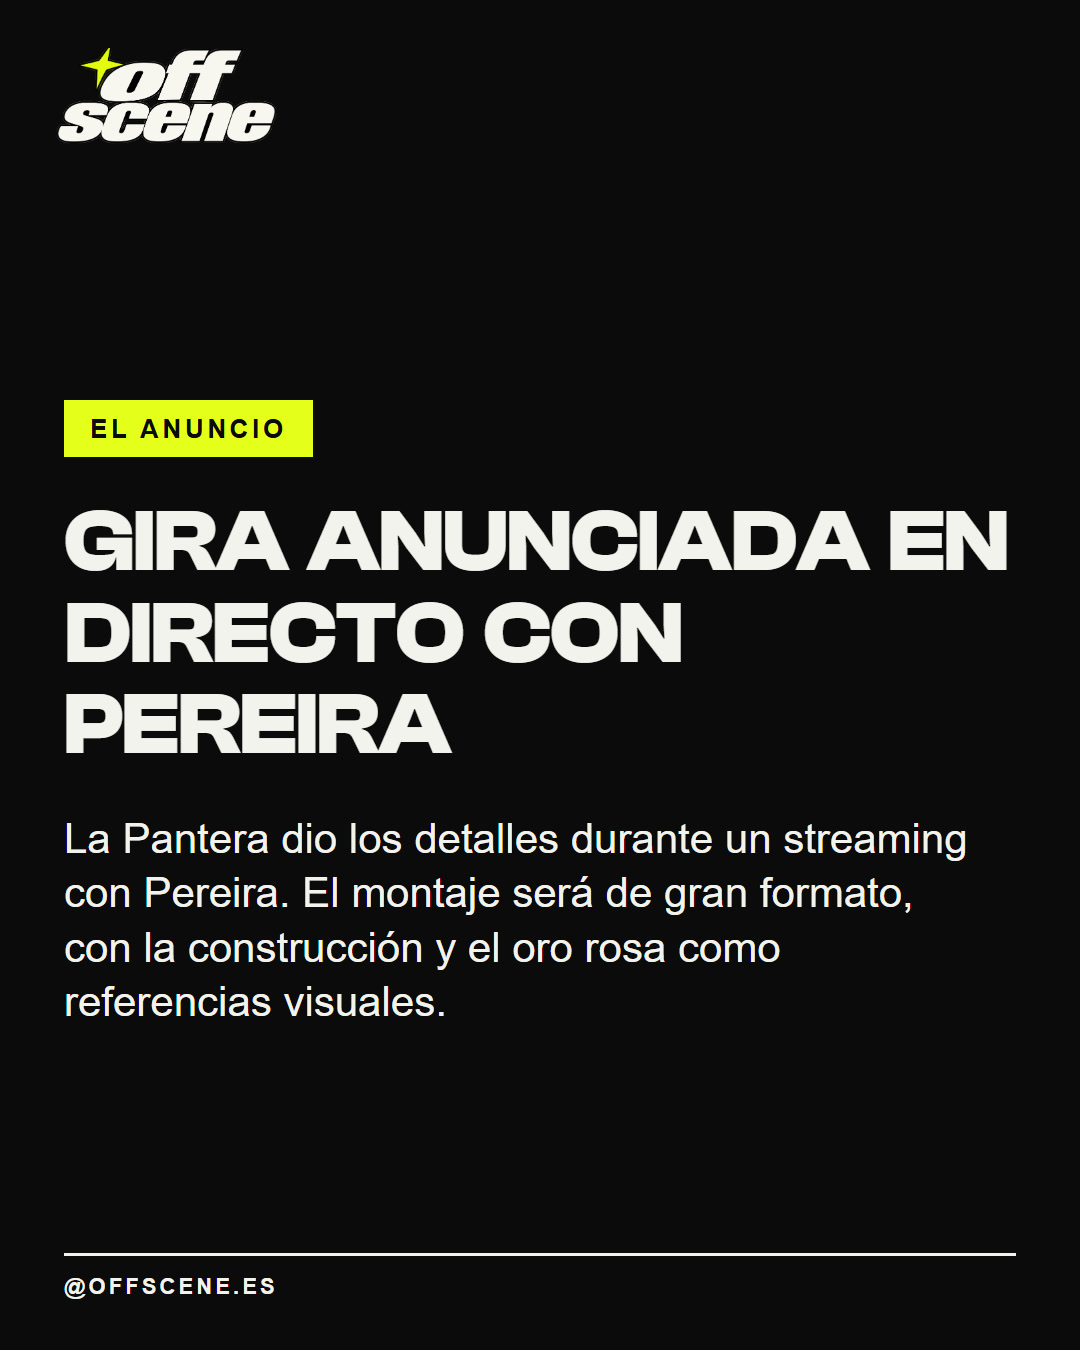 off
scene
EL ANUNCIO
GIRA ANUNCIADA EN
DIRECTO CON
PEREIRA
La Pantera dio los detalles durante un streaming
con Pereira. El montaje será de gran formato,
con la construcción y el oro rosa como
referencias visuales.
@OFFSCENE.ES